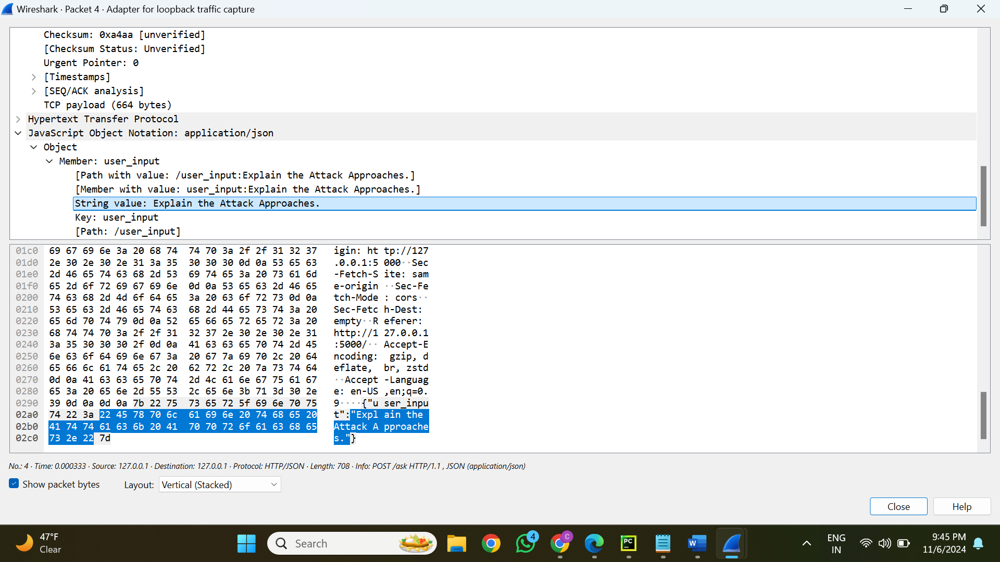 Wireshark · Packet 4 · Adapter for loopback traffic capture
Checksum: 0xa4aa [unverified]
[Checksum Status: Unverified]
Urgent Pointer: 0
[Timestamps]
[SEQ/ACK analysis]
TCP payload (664 bytes)
Hypertext Transfer Protocol
JavaScript Object Notation: application/json
Object
Member: user_input
[Path with value: /user_input:Explain the Attack Approaches.]
[Member with value: user_input:Explain the Attack Approaches.]
String value: Explain the Attack Approaches.
Key: user_input
[Path: /user_input]
01c0 69 67 69 6e 3a 20 68 74 74 70 3a 2f 2f 31 32 37 igin: ht tp://127
01d0 2e 30 2e 30 2e 31 3a 35 30 30 30 0d 0a 53 65 63 .0.0.1:5 000··Sec
01e0 2d 46 65 74 63 68 2d 53 69 74 65 3a 20 73 61 6d -Fetch-S ite: sam
01f0 65 2d 6f 72 69 67 69 6e 0d 0a 53 65 63 2d 46 65 e-origin ··Sec-Fe
0200 74 63 68 2d 4d 6f 64 65 3a 20 63 6f 72 73 0d 0a tch-Mode : cors··
0210 53 65 63 2d 46 65 74 63 68 2d 44 65 73 74 3a 20 Sec-Fetc h-Dest:
0220 65 6d 70 74 79 0d 0a 52 65 66 65 72 65 72 3a 20 empty··R eferer:
0230 68 74 74 70 3a 2f 2f 31 32 37 2e 30 2e 30 2e 31 http://1 27.0.0.1
0240 3a 35 30 30 30 2f 0d 0a 41 63 63 65 70 74 2d 45 :5000/·· Accept-E
0250 6e 63 6f 64 69 6e 67 3a 20 67 7a 69 70 2c 20 64 ncoding: gzip, d
0260 65 66 6c 61 74 65 2c 20 62 72 2c 20 7a 73 74 64 eflate, br, zstd
0270 0d 0a 41 63 63 65 70 74 2d 4c 61 6e 67 75 61 67 ··Accept -Languag
0280 65 3a 20 65 6e 2d 55 53 2c 65 6e 3b 71 3d 30 2e e: en-US ,en;q=0.
0290 39 0d 0a 0d 0a 7b 22 75 73 65 72 5f 69 6e 70 75 9····{"u ser_inpu
02a0 74 22 3a 22 45 78 70 6c 61 69 6e 20 74 68 65 20 t":"Expl ain the
02b0 41 74 74 61 63 6b 20 41 70 70 72 6f 61 63 68 65 Attack A pproache
02c0 73 2e 22 7d s."}
No.: 4 · Time: 0.000333 · Source: 127.0.0.1 · Destination: 127.0.0.1 · Protocol: HTTP/JSON · Length: 708 · Info: POST /ask HTTP/1.1 , JSON (application/json)
Show packet bytes Layout: Vertical (Stacked)
Close Help
47°F
Clear
Search
4
C
PC
W
ENG
IN
9:45 PM
11/6/2024